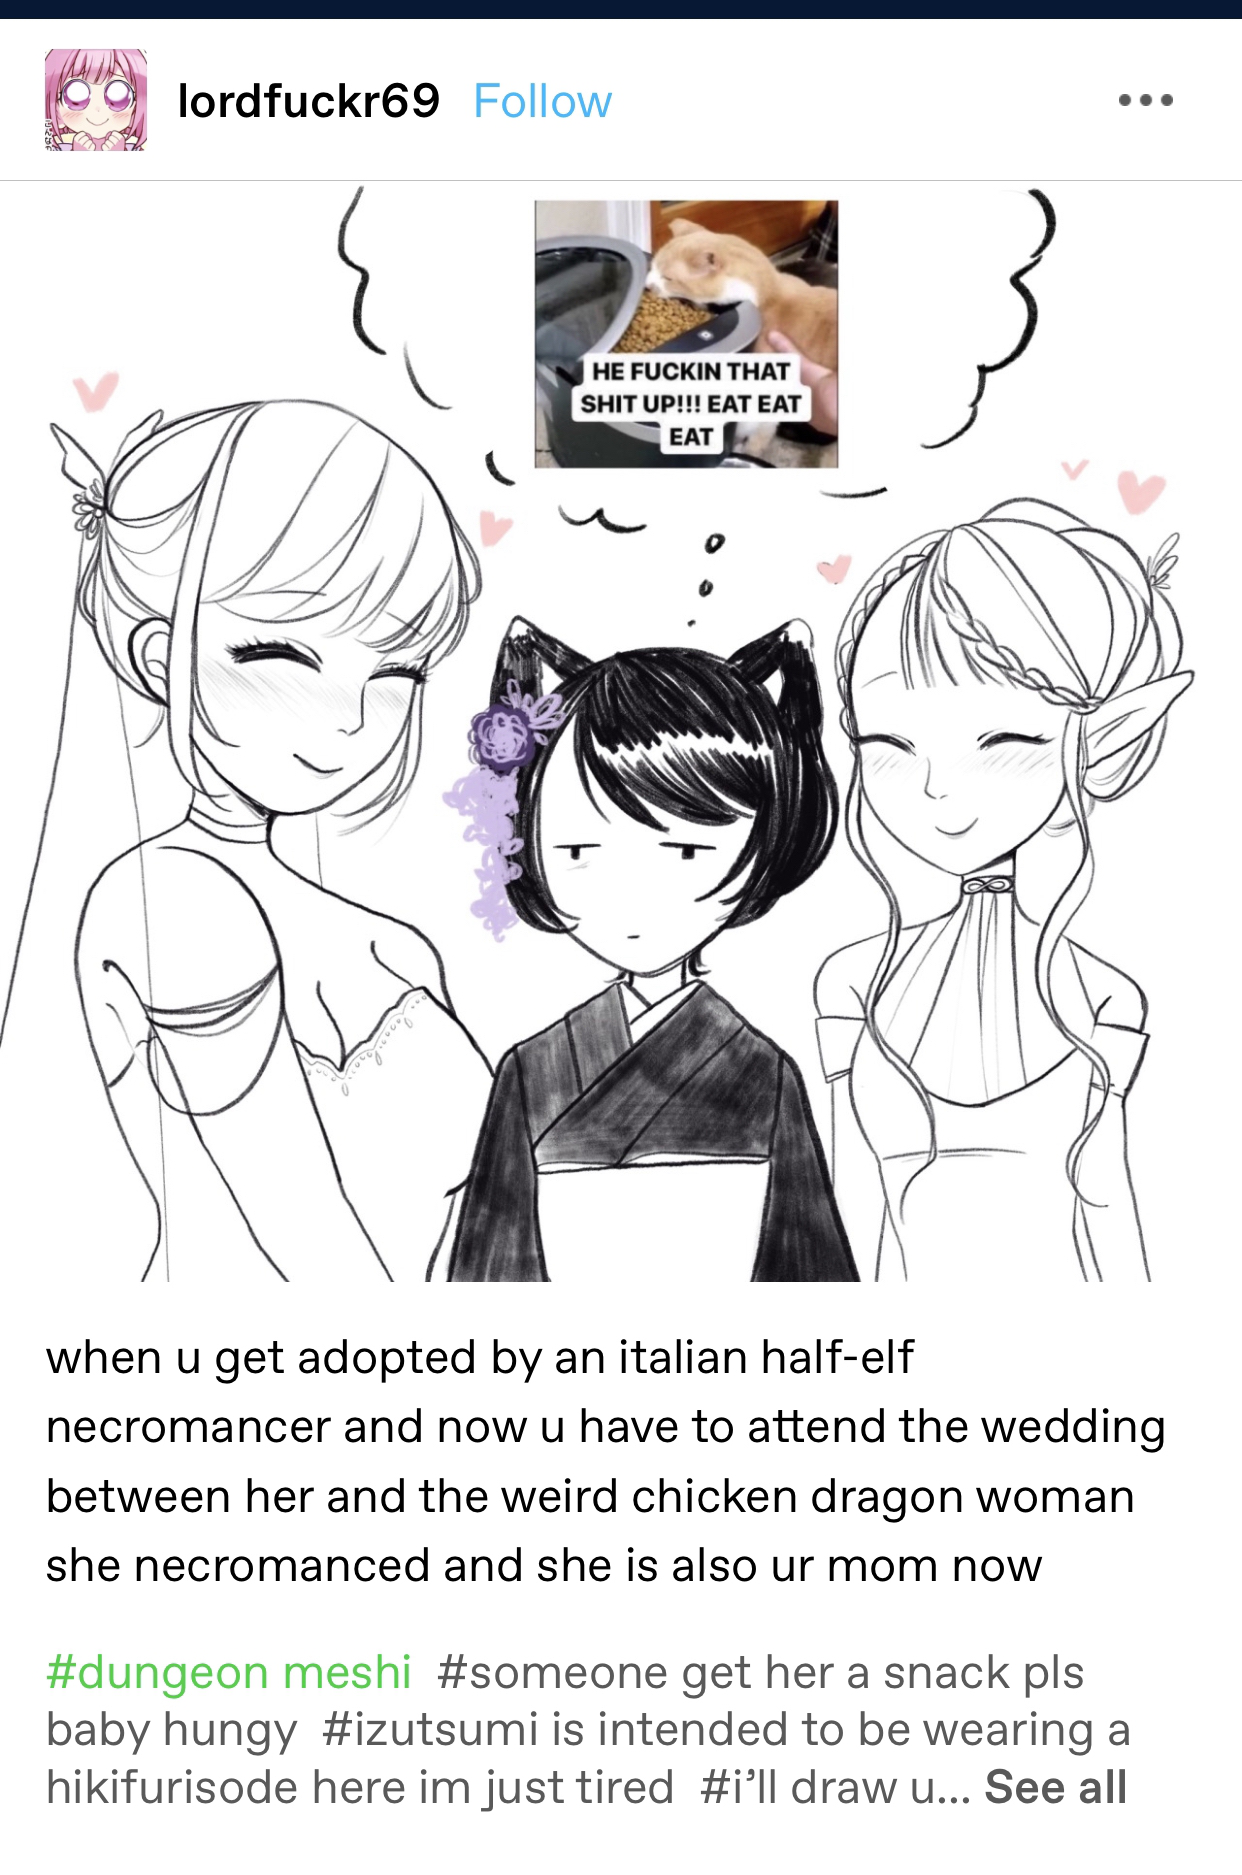 lordfuckr69 Follow
HE FUCKIN THAT
SHIT UP!!! EAT EAT
EAT
when u get adopted by an italian half-elf
necromancer and now u have to attend the wedding
between her and the weird chicken dragon woman
she necromanced and she is also ur mom now
#dungeon meshi #someone get her a snack pls
baby hungy #izutsumi is intended to be wearing a
hikifurisode here im just tired #i’ll draw u... See all